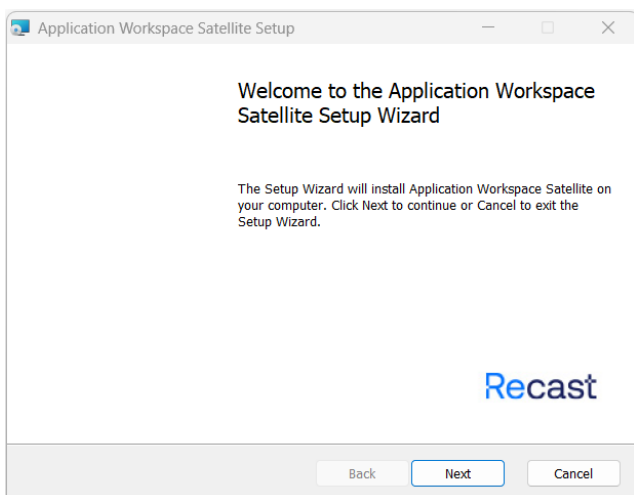 Application Workspace Satellite Setup
Welcome to the Application Workspace
Satellite Setup Wizard
The Setup Wizard will install Application Workspace Satellite on
your computer. Click Next to continue or Cancel to exit the
Setup Wizard.
Recast
Back Next Cancel